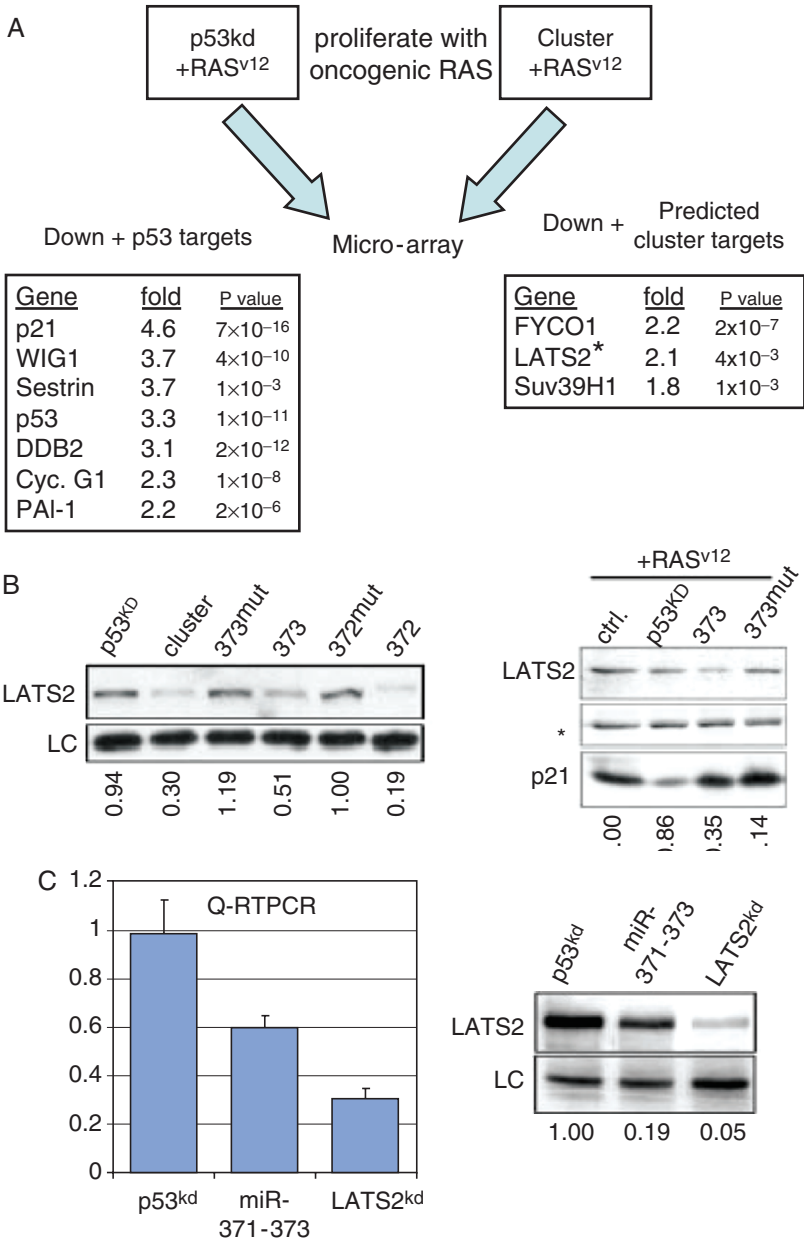 A
p53kd
+RASv12
proliferate with
oncogenic RAS
Cluster
+RASv12
Micro-array
Down + p53 targets
Gene fold P value
p21 4.6 7×10−16
WIG1 3.7 4×10−10
Sestrin 3.7 1×10−3
p53 3.3 1×10−11
DDB2 3.1 2×10−12
Cyc. G1 2.3 1×10−8
PAI-1 2.2 2×10−6
Down + Predicted
cluster targets
Gene fold P value
FYCO1 2.2 2x10−7
LATS2* 2.1 4x10−3
Suv39H1 1.8 1x10−3
B
p53KD cluster 373mut 373 372mut 372
LATS2
LC
0.94 0.30 1.19 0.51 1.00 0.19
+RASv12
ctrl. p53KD 373 373mut
LATS2
*
p21
.00 0.86 0.35 .14
C
Q-RTPCR
1.2
1
0.8
0.6
0.4
0.2
0
p53kd miR-
371-373 LATS2kd
p53kd miR-
371-373 LATS2kd
LATS2
LC
1.00 0.19 0.05